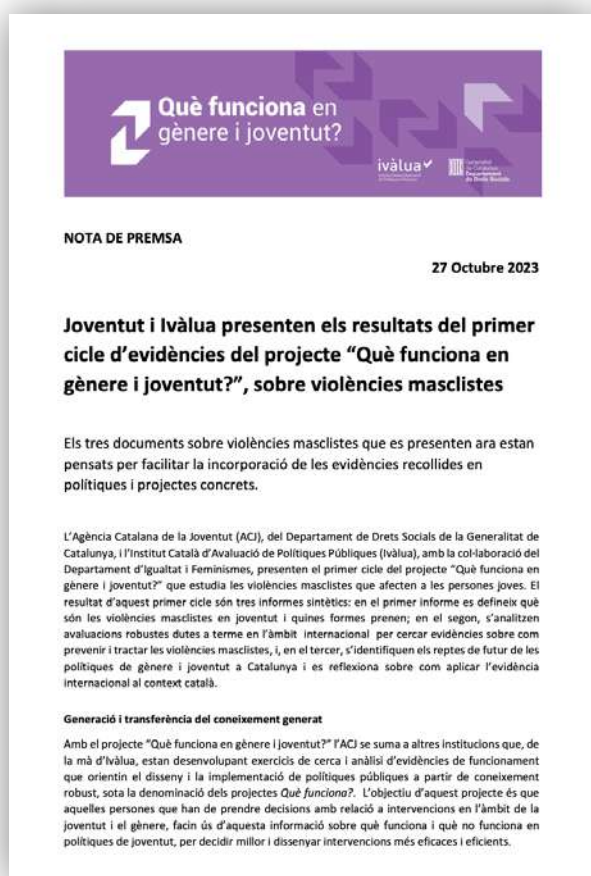 Què funciona en
gènere i joventut?
ivàlua
Generalitat
de Catalunya
Departament
de Drets Socials
NOTA DE PREMSA
27 Octubre 2023
Joventut i Ivàlua presenten els resultats del primer
cicle d’evidències del projecte “Què funciona en
gènere i joventut?”, sobre violències masclistes
Els tres documents sobre violències masclistes que es presenten ara estan
pensats per facilitar la incorporació de les evidències recollides en
polítiques i projectes concrets.
L’Agència Catalana de la Joventut (ACJ), del Departament de Drets Socials de la Generalitat de
Catalunya, i l’Institut Català d’Avaluació de Polítiques Públiques (Ivàlua), amb la col·laboració del
Departament d’Igualtat i Feminismes, presenten el primer cicle del projecte “Què funciona en
gènere i joventut?” que estudia les violències masclistes que afecten a les persones joves. El
resultat d’aquest primer cicle són tres informes sintètics: en el primer informe es defineix què
són les violències masclistes en joventut i quines formes prenen; en el segon, s’analitzen
avaluacions robustes dutes a terme en l’àmbit internacional per cercar evidències sobre com
prevenir i tractar les violències masclistes, i, en el tercer, s’identifiquen els reptes de futur de les
polítiques de gènere i joventut a Catalunya i es reflexiona sobre com aplicar l’evidència
internacional al context català.
Generació i transferència del coneixement generat
Amb el projecte “Què funciona en gènere i joventut?” l’ACJ se suma a altres institucions que, de
la mà d’Ivàlua, estan desenvolupant exercicis de cerca i anàlisi d’evidències de funcionament
que orientin el disseny i la implementació de polítiques públiques a partir de coneixement
robust, sota la denominació dels projectes Què funciona?. L’objectiu d’aquest projecte és que
aquelles persones que han de prendre decisions amb relació a intervencions en l’àmbit de la
joventut i el gènere, facin ús d’aquesta informació sobre què funciona i què no funciona en
polítiques de joventut, per decidir millor i dissenyar intervencions més eficaces i eficients.